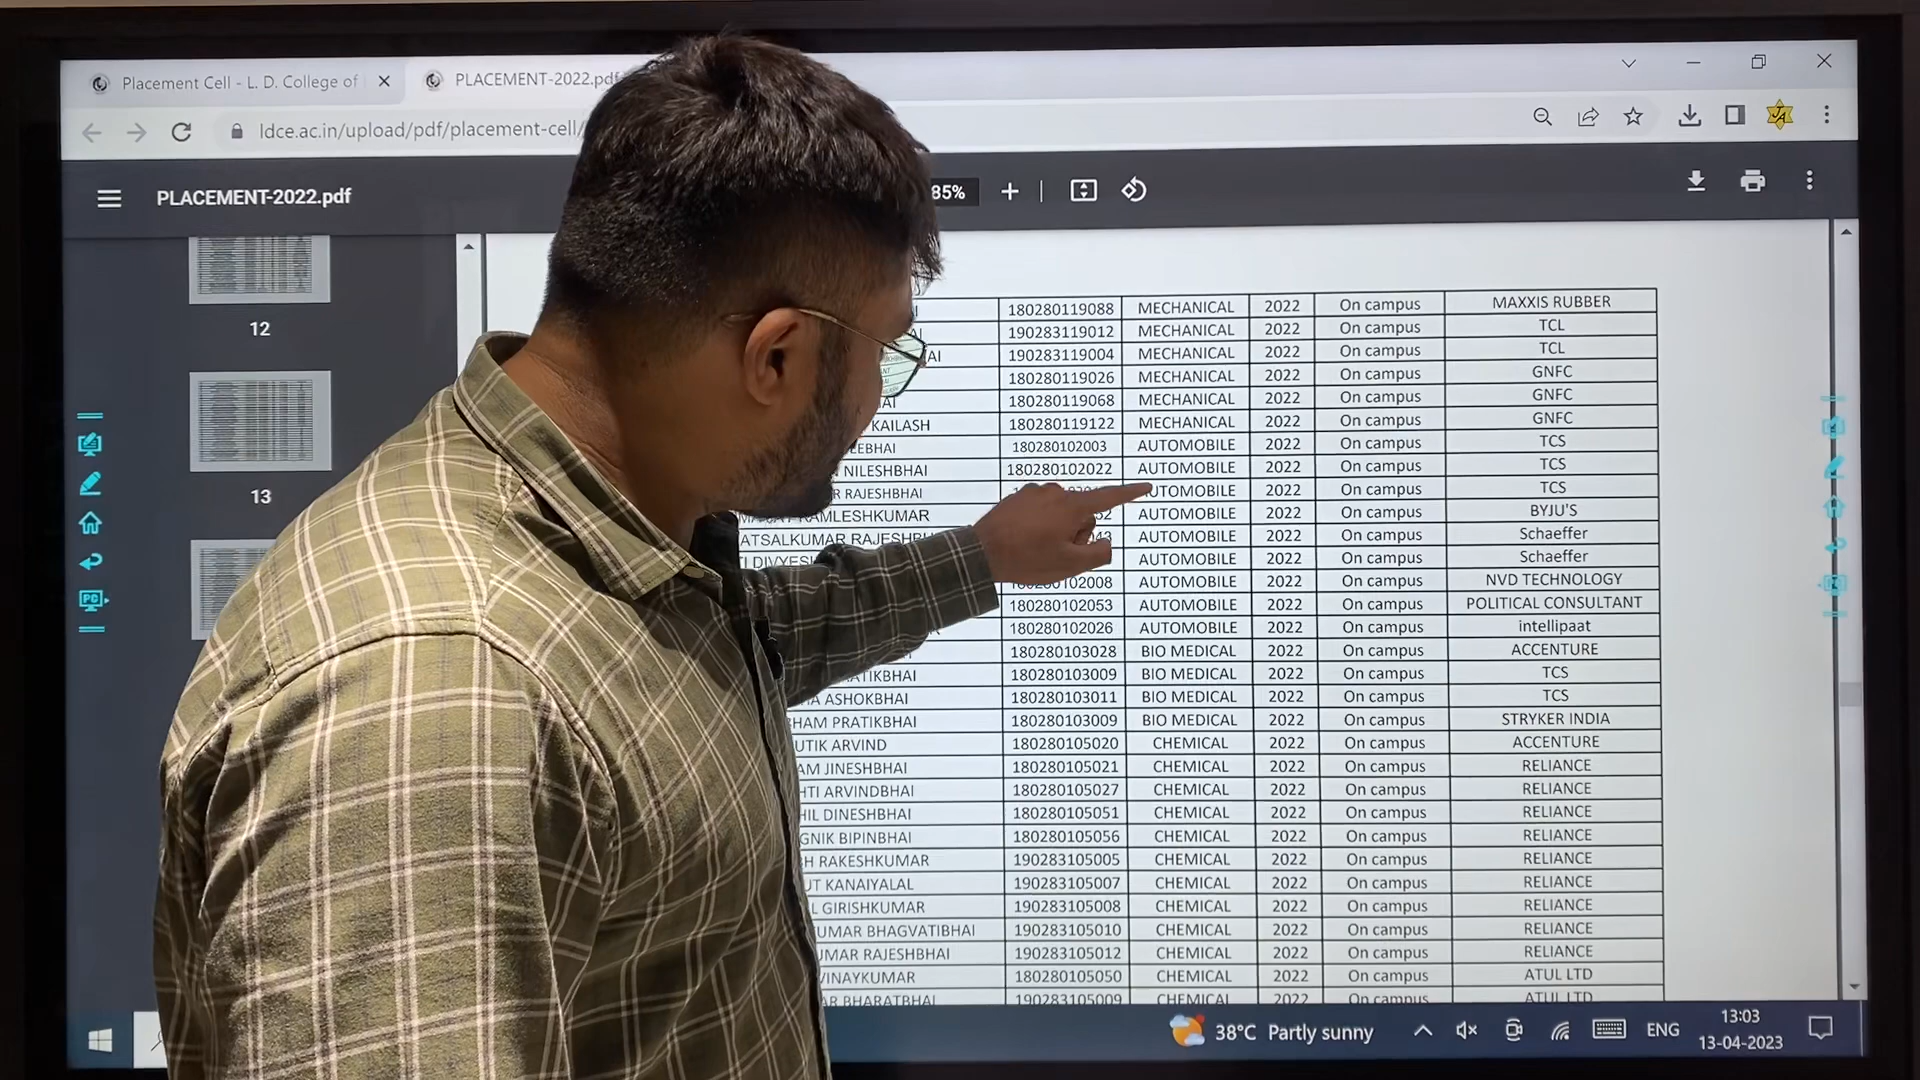 Placement Cell - L. D. College of
PLACEMENT-2022.pdf
ldce.ac.in/upload/pdf/placement-cell/
PLACEMENT-2022.pdf
85%
12
13
180280119088 MECHANICAL 2022 On campus MAXXIS RUBBER
190283119012 MECHANICAL 2022 On campus TCL
190283119004 MECHANICAL 2022 On campus TCL
180280119026 MECHANICAL 2022 On campus GNFC
180280119068 MECHANICAL 2022 On campus GNFC
KAILASH 180280119122 MECHANICAL 2022 On campus GNFC
180280102003 AUTOMOBILE 2022 On campus TCS
NILESHBHAI 180280102022 AUTOMOBILE 2022 On campus TCS
RAJESHBHAI AUTOMOBILE 2022 On campus TCS
KAMLESHKUMAR AUTOMOBILE 2022 On campus BYJU'S
AUTOMOBILE 2022 On campus Schaeffer
AUTOMOBILE 2022 On campus Schaeffer
180280102008 AUTOMOBILE 2022 On campus NVD TECHNOLOGY
180280102053 AUTOMOBILE 2022 On campus POLITICAL CONSULTANT
180280102026 AUTOMOBILE 2022 On campus intellipaat
180280103028 BIO MEDICAL 2022 On campus ACCENTURE
180280103009 BIO MEDICAL 2022 On campus TCS
ASHOKBHAI 180280103011 BIO MEDICAL 2022 On campus TCS
PRATIKBHAI 180280103009 BIO MEDICAL 2022 On campus STRYKER INDIA
ARVIND 180280105020 CHEMICAL 2022 On campus ACCENTURE
JINESHBHAI 180280105021 CHEMICAL 2022 On campus RELIANCE
ARVINDBHAI 180280105027 CHEMICAL 2022 On campus RELIANCE
DINESHBHAI 180280105051 CHEMICAL 2022 On campus RELIANCE
BIPINBHAI 180280105056 CHEMICAL 2022 On campus RELIANCE
RAKESHKUMAR 190283105005 CHEMICAL 2022 On campus RELIANCE
KANAIYALAL 190283105007 CHEMICAL 2022 On campus RELIANCE
GIRISHKUMAR 190283105008 CHEMICAL 2022 On campus RELIANCE
BHAGVATIBHAI 190283105010 CHEMICAL 2022 On campus RELIANCE
RAJESHBHAI 190283105012 CHEMICAL 2022 On campus RELIANCE
VINAYKUMAR 180280105050 CHEMICAL 2022 On campus ATUL LTD
BHARATBHAI 190283105009 CHEMICAL 2022 On campus ATUL LTD
38°C Partly sunny
ENG
13:03
13-04-2023